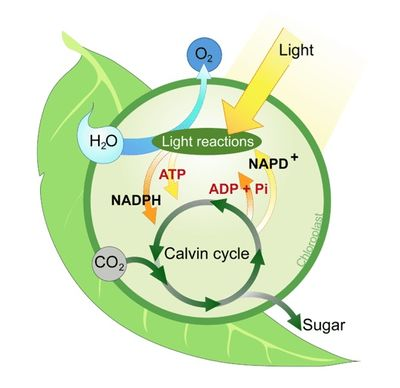 O₂
Light
H₂O
Light reactions
NAPD⁺
ATP
ADP + Pi
NADPH
Calvin cycle
Chloroplast
CO₂
Sugar